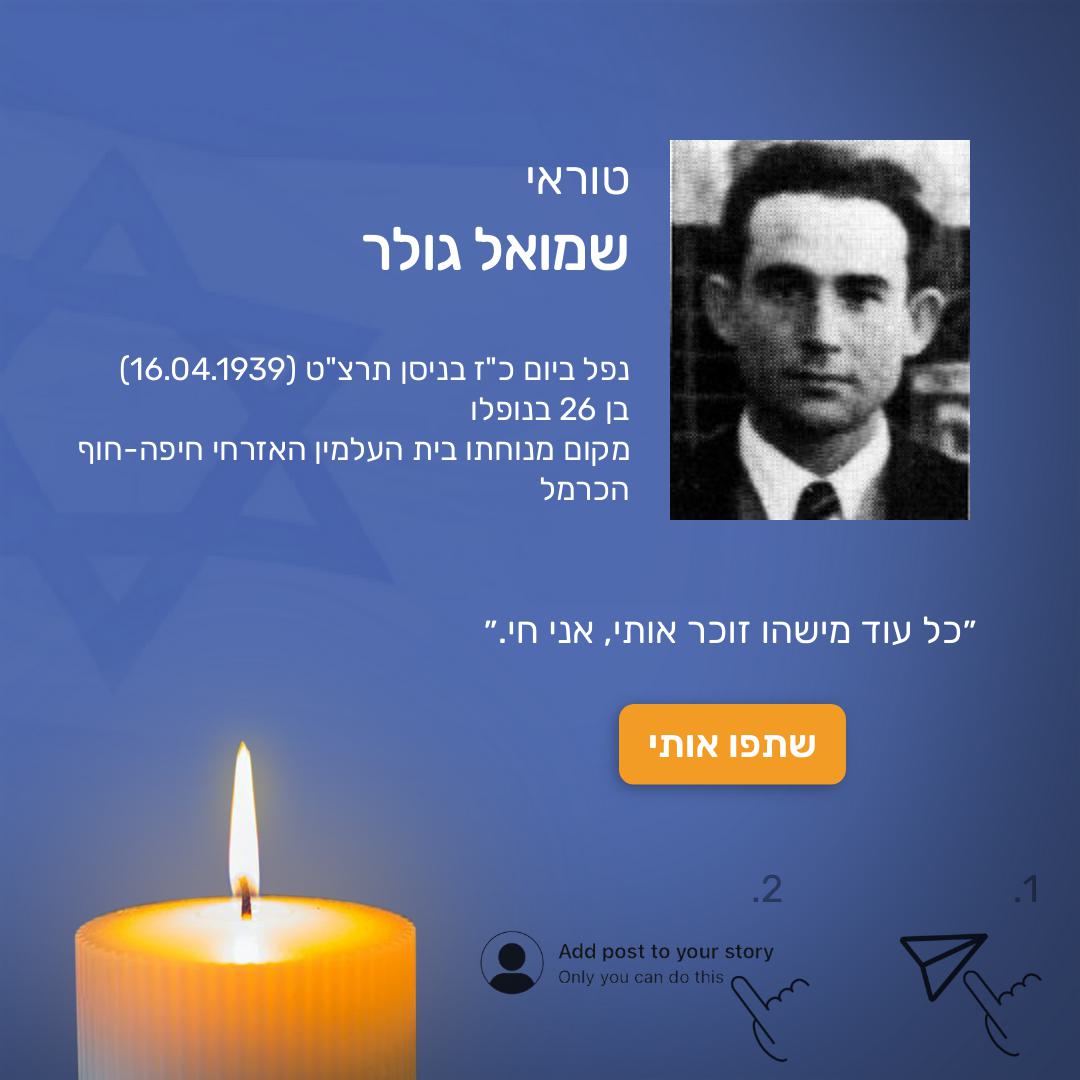 טוראי
שמואל גולר
נפל ביום כ"ז בניסן תרצ"ט (16.04.1939)
בן 26 בנופלו
מקום מנוחתו בית העלמין האזרחי חיפה-חוף
הכרמל
״כל עוד מישהו זוכר אותי, אני חי.״
שתפו אותי
1.
2.
Add post to your story
Only you can do this